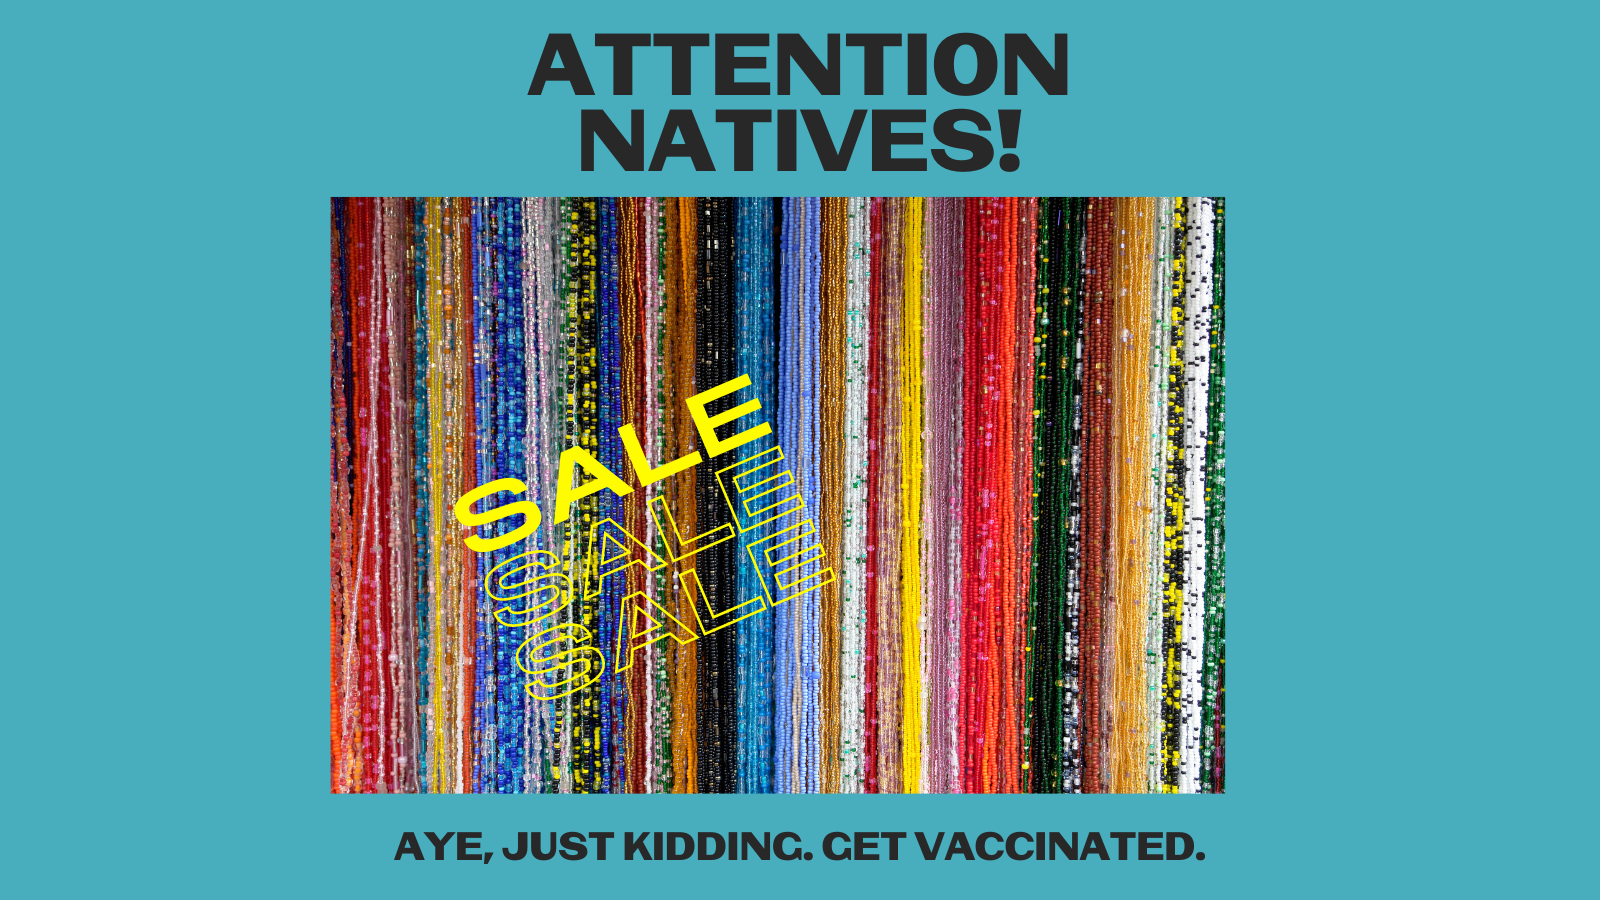 ATTENTION
NATIVES!
SALE
SALE
SALE
AYE, JUST KIDDING. GET VACCINATED.